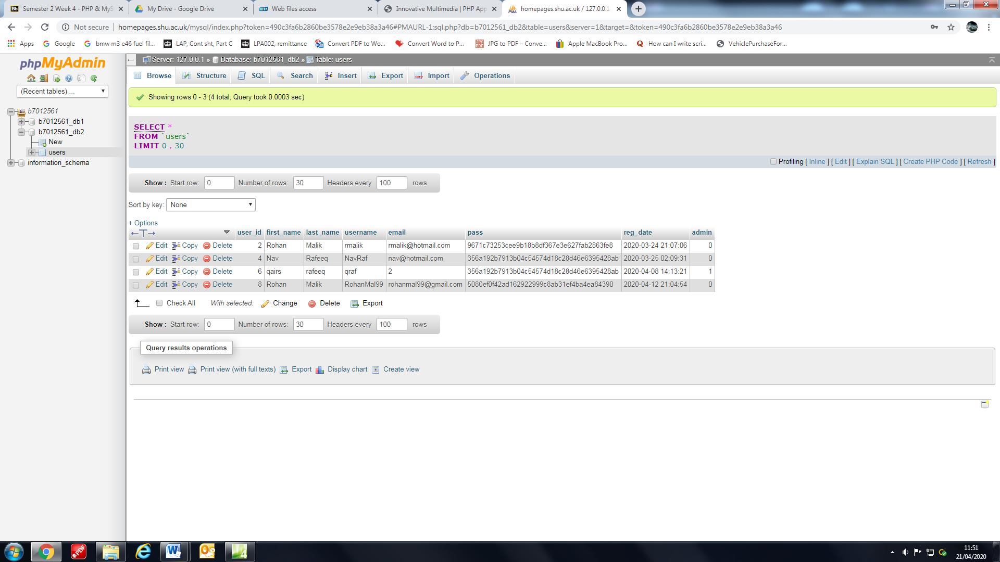 Semester 2 Week 4 - PHP & MyS
My Drive - Google Drive
Web files access
Innovative Multimedia | PHP App
homepages.shu.ac.uk / 127.0.0.1
Not secure | homepages.shu.ac.uk/mysql/index.php?token=490c3fa6b2860be3578e2e9eb38a3a46#PMAURL-1:sql.php?db=b7012561_db2&table=users&server=1&target=&token=490c3fa6b2860be3578e2e9eb38a3a46
Apps Google bmw m3 e46 fuel fil... LAP, Cont sht, Part C LPA002, remittance Convert PDF to Wo... Convert Word to P... JPG to PDF – Conve... Apple MacBook Pro... How can I write scri... VehiclePurchaseFor...
phpMyAdmin
(Recent tables) ...
b7012561
b7012561_db1
b7012561_db2
New
users
information_schema
Server: 127.0.0.1 » Database: b7012561_db2 » Table: users
Browse Structure SQL Search Insert Export Import Operations
Showing rows 0 - 3 (4 total, Query took 0.0003 sec)
SELECT *
FROM `users`
LIMIT 0 , 30
Profiling [ Inline ] [ Edit ] [ Explain SQL ] [ Create PHP Code ] [ Refresh ]
Show : Start row: 0 Number of rows: 30 Headers every 100 rows
Sort by key: None
+ Options
user_id first_name last_name username email pass reg_date admin
Edit Copy Delete 2 Rohan Malik rmalik rmalik@hotmail.com 9671c73253cee9b18b8df367e3e627fab2863fe8 2020-03-24 21:07:06 0
Edit Copy Delete 4 Nav Rafeeq NavRaf nav@hotmail.com 356a192b7913b04c54574d18c28d46e6395428ab 2020-03-25 02:09:31 0
Edit Copy Delete 6 qairs rafeeq qraf 2 356a192b7913b04c54574d18c28d46e6395428ab 2020-04-08 14:13:21 1
Edit Copy Delete 8 Rohan Malik RohanMal99 rohanmal99@gmail.com 5080ef0f42ad162922999c8ab31ef4ba4ea84390 2020-04-12 21:04:54 0
Check All With selected: Change Delete Export
Show : Start row: 0 Number of rows: 30 Headers every 100 rows
Query results operations
Print view Print view (with full texts) Export Display chart Create view
11:51
21/04/2020